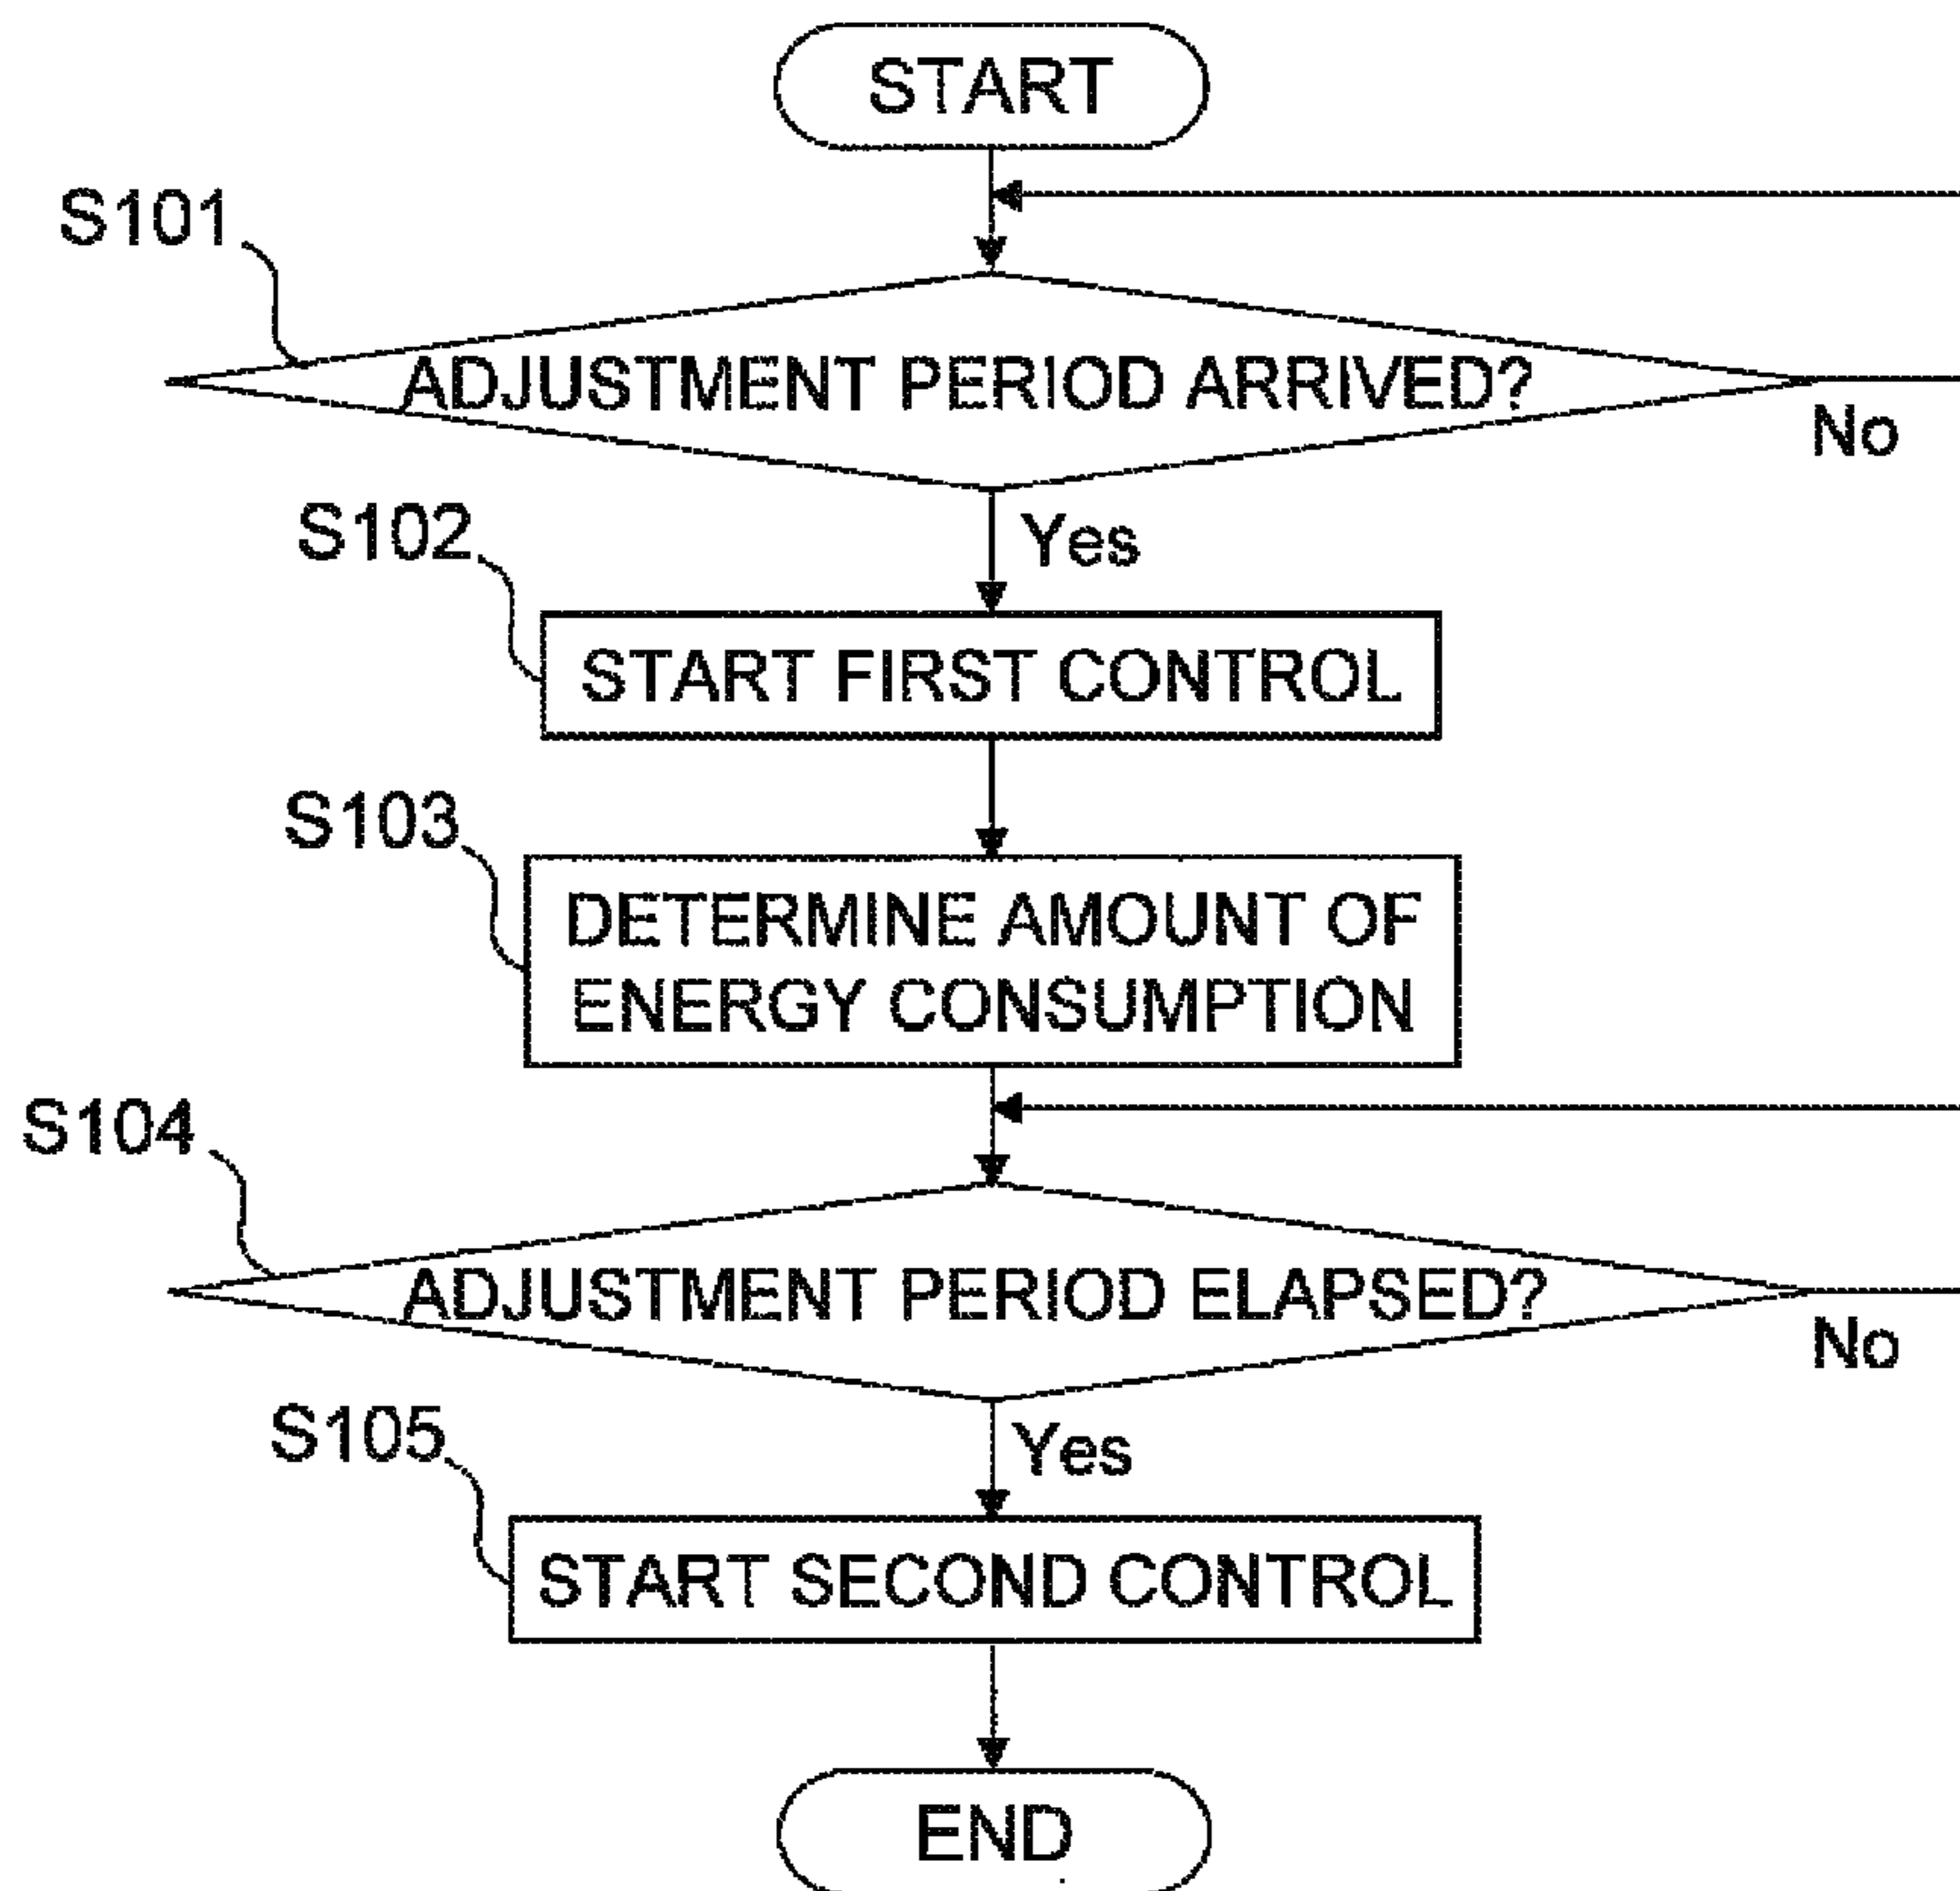 START
S101
ADJUSTMENT PERIOD ARRIVED?
No
Yes
S102
START FIRST CONTROL
S103
DETERMINE AMOUNT OF
ENERGY CONSUMPTION
S104
ADJUSTMENT PERIOD ELAPSED?
No
Yes
S105
START SECOND CONTROL
END